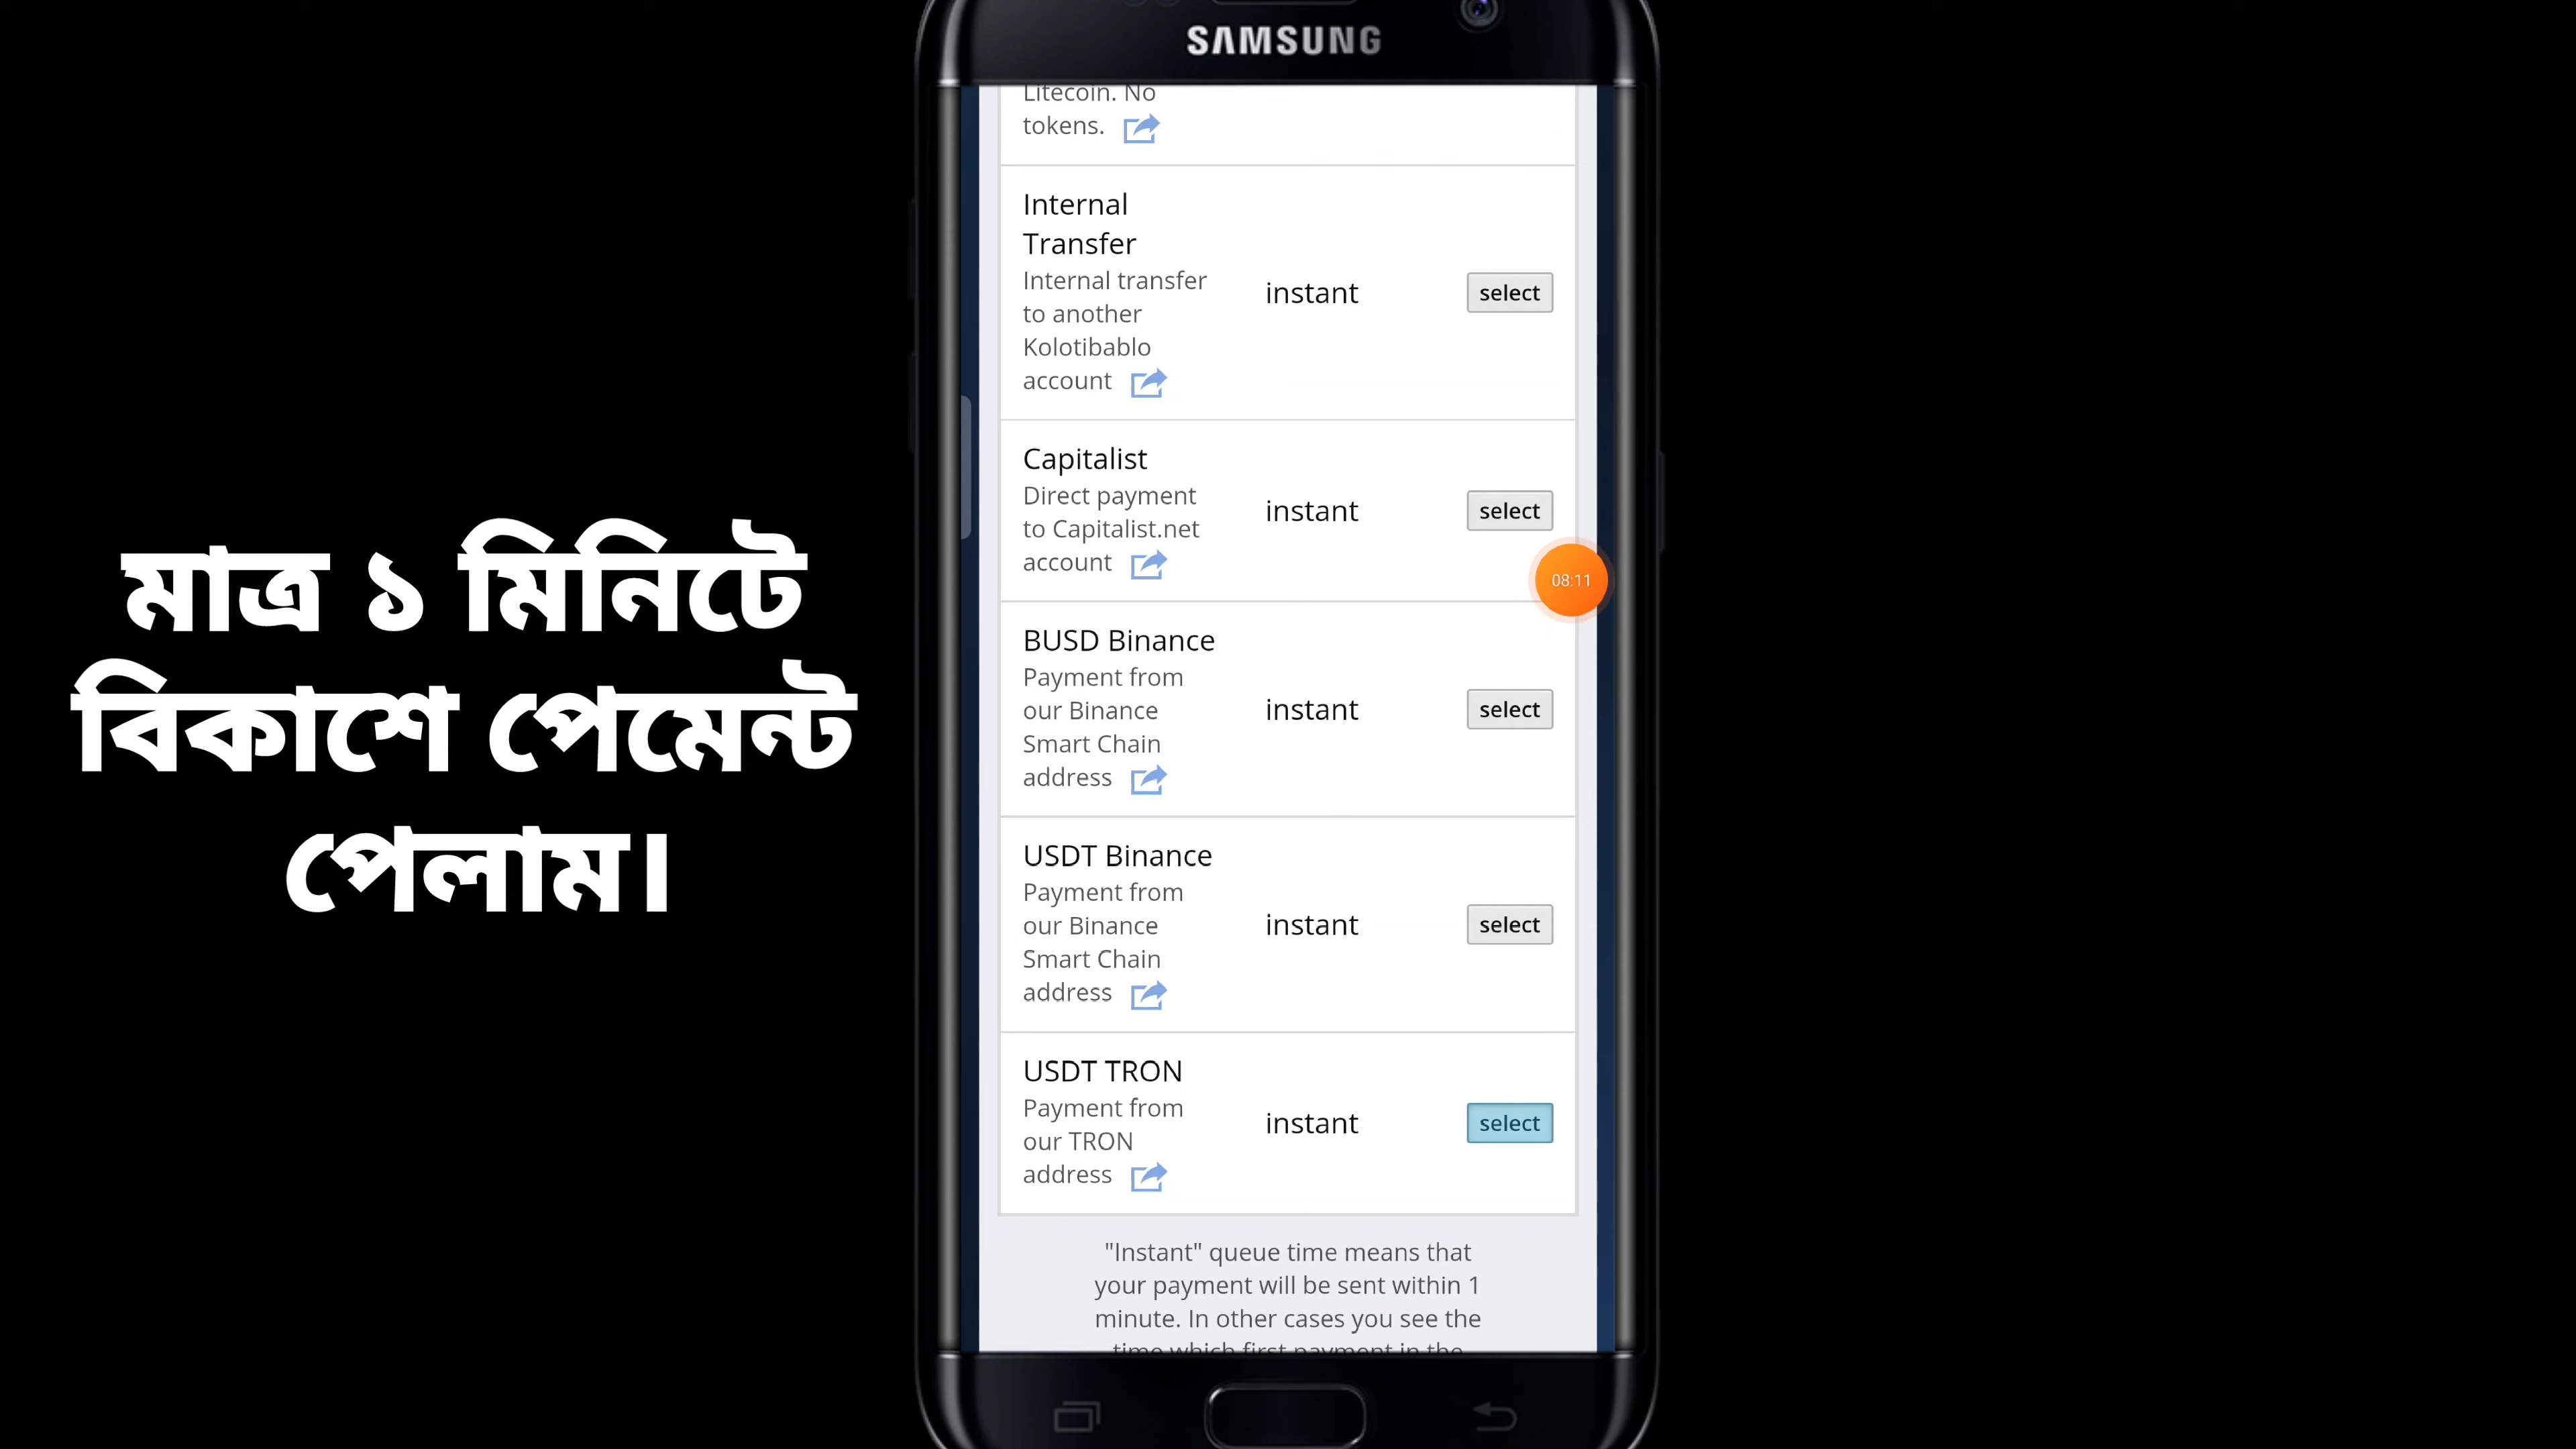 SAMSUNG
মাত্র ১ মিনিটে
বিকাশে পেমেন্ট
পেলাম।
Litecoin. No
tokens.
Internal
Transfer
Internal transfer
to another
Kolotibablo
account
instant
select
Capitalist
Direct payment
to Capitalist.net
account
instant
select
08:11
BUSD Binance
Payment from
our Binance
Smart Chain
address
instant
select
USDT Binance
Payment from
our Binance
Smart Chain
address
instant
select
USDT TRON
Payment from
our TRON
address
instant
select
"Instant" queue time means that
your payment will be sent within 1
minute. In other cases you see the
time which first payment in the